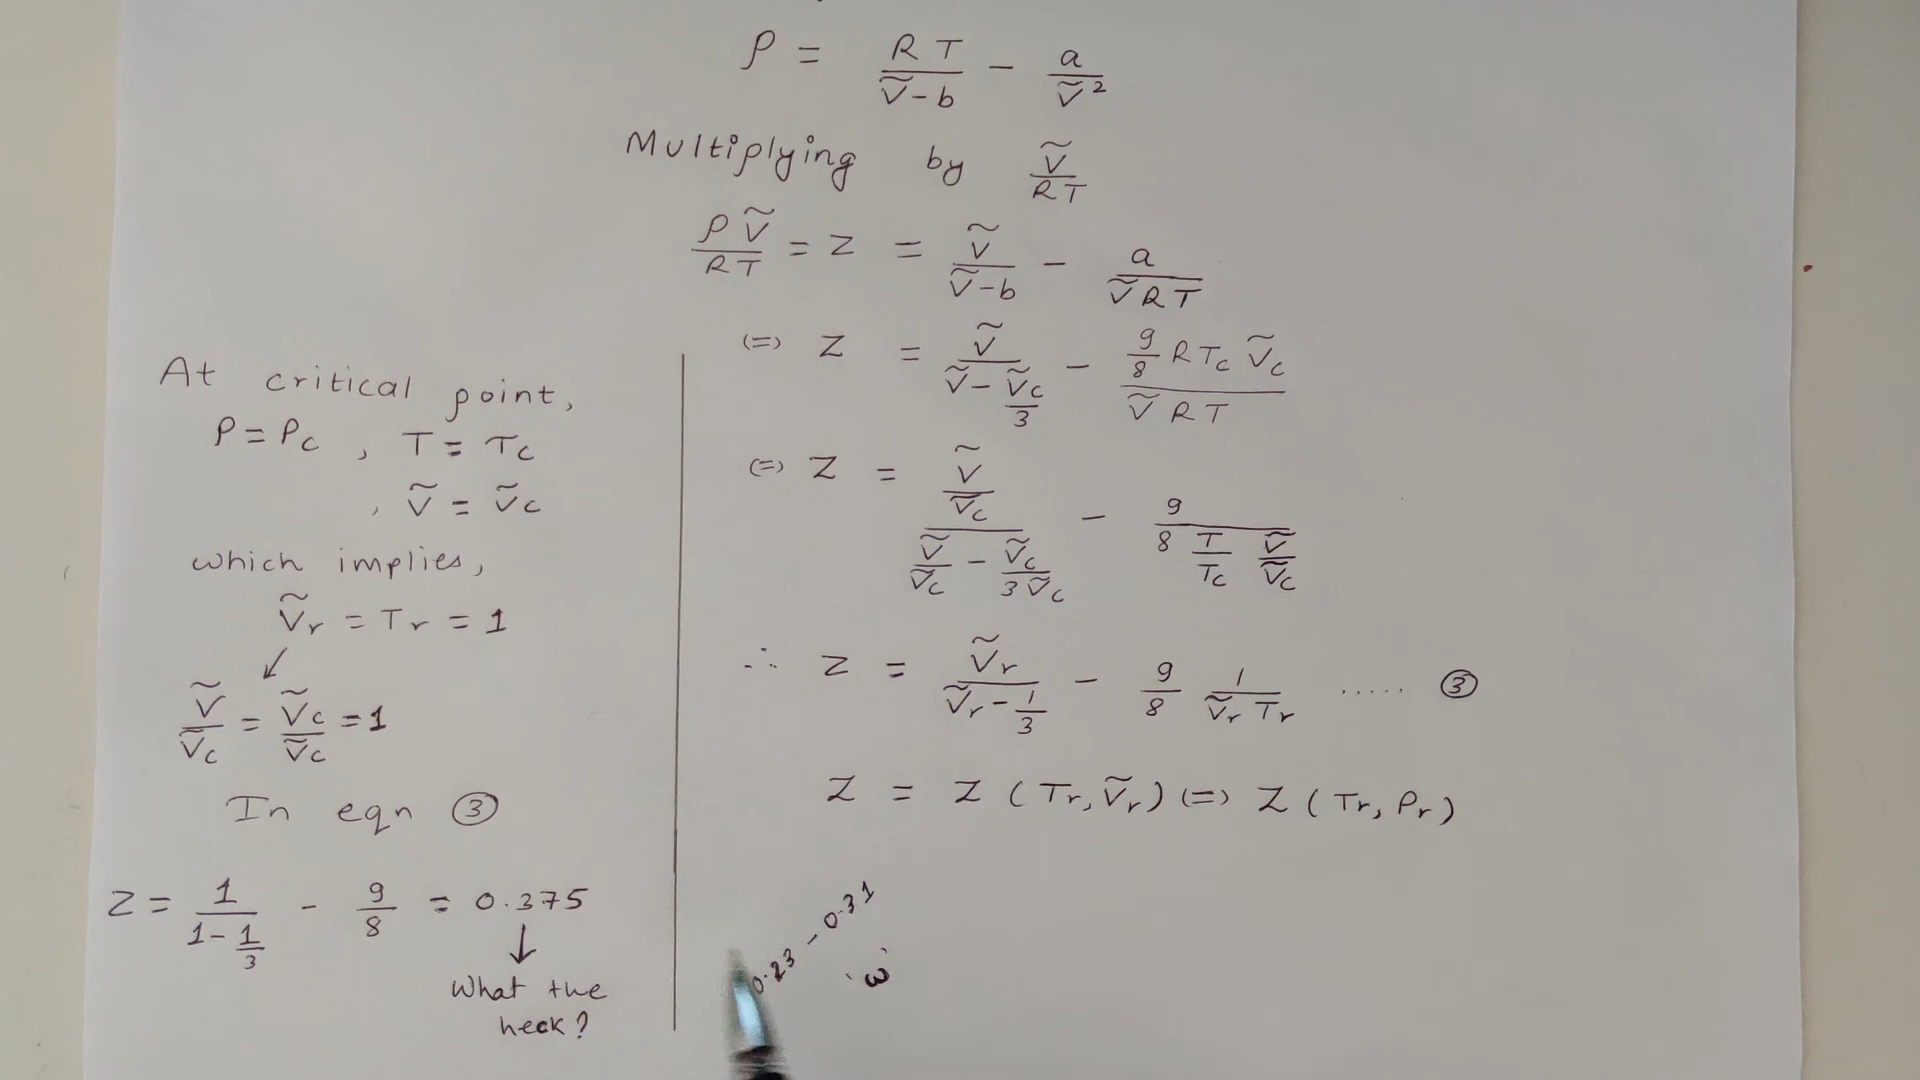 P = RT/(Ṽ-b) - a/Ṽ²
Multiplying by Ṽ/RT
PṼ/RT = Z = Ṽ/(Ṽ-b) - a/(ṼRT)
(=) Z = Ṽ/(Ṽ - Ṽc/3) - (9/8 RTc Ṽc)/(Ṽ RT)
(=) Z = (Ṽ/Ṽc)/(Ṽ/Ṽc - Ṽc/3Ṽc) - 9/(8 T/Tc Ṽ/Ṽc)
∴ Z = Ṽr/(Ṽr - 1/3) - 9/8 1/(Ṽr Tr) ..... ③
Z = Z (Tr, Ṽr) (=) Z (Tr, Pr)
0.23 - 0.31
'ω'
At critical point,
P = Pc , T = Tc
, Ṽ = Ṽc
which implies,
Ṽr = Tr = 1
↙
Ṽ/Ṽc = Ṽc/Ṽc = 1
In eqn ③
Z = 1/(1 - 1/3) - 9/8 = 0.375
↓
What the
heck?